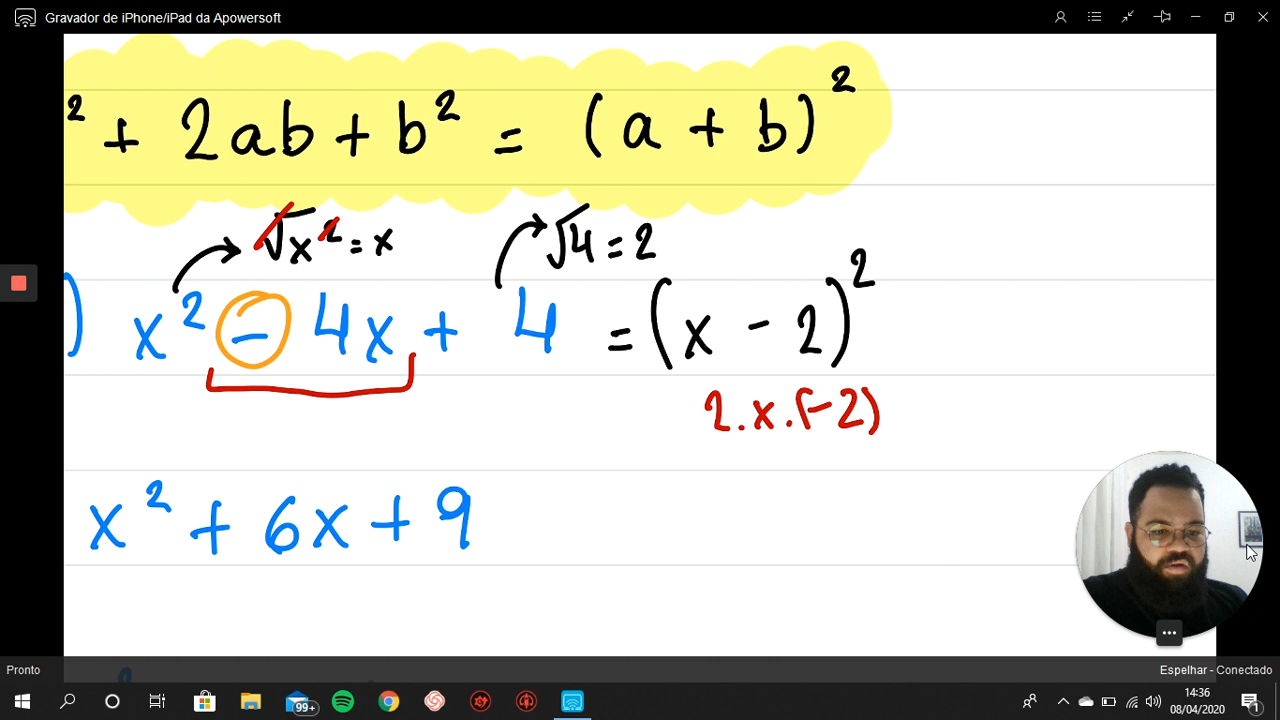 Gravador de iPhone/iPad da Apowersoft
² + 2ab + b² = (a + b)²
√x² = x
√4 = 2
) x² - 4x + 4 = (x - 2)²
2.x.(-2)
x² + 6x + 9
Pronto
Espelhar - Conectado
99+
14:36
08/04/2020
1